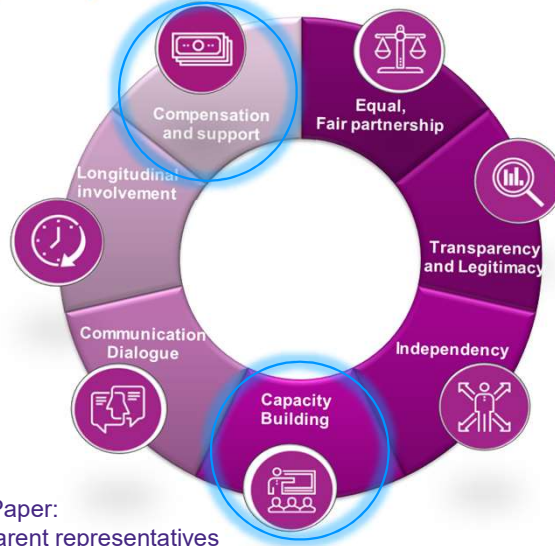 Compensation
and support
Equal,
Fair partnership
Longitudinal
involvement
Transparency
and Legitimacy
Communication
Dialogue
Independency
Capacity
Building
Paper:
arent representatives